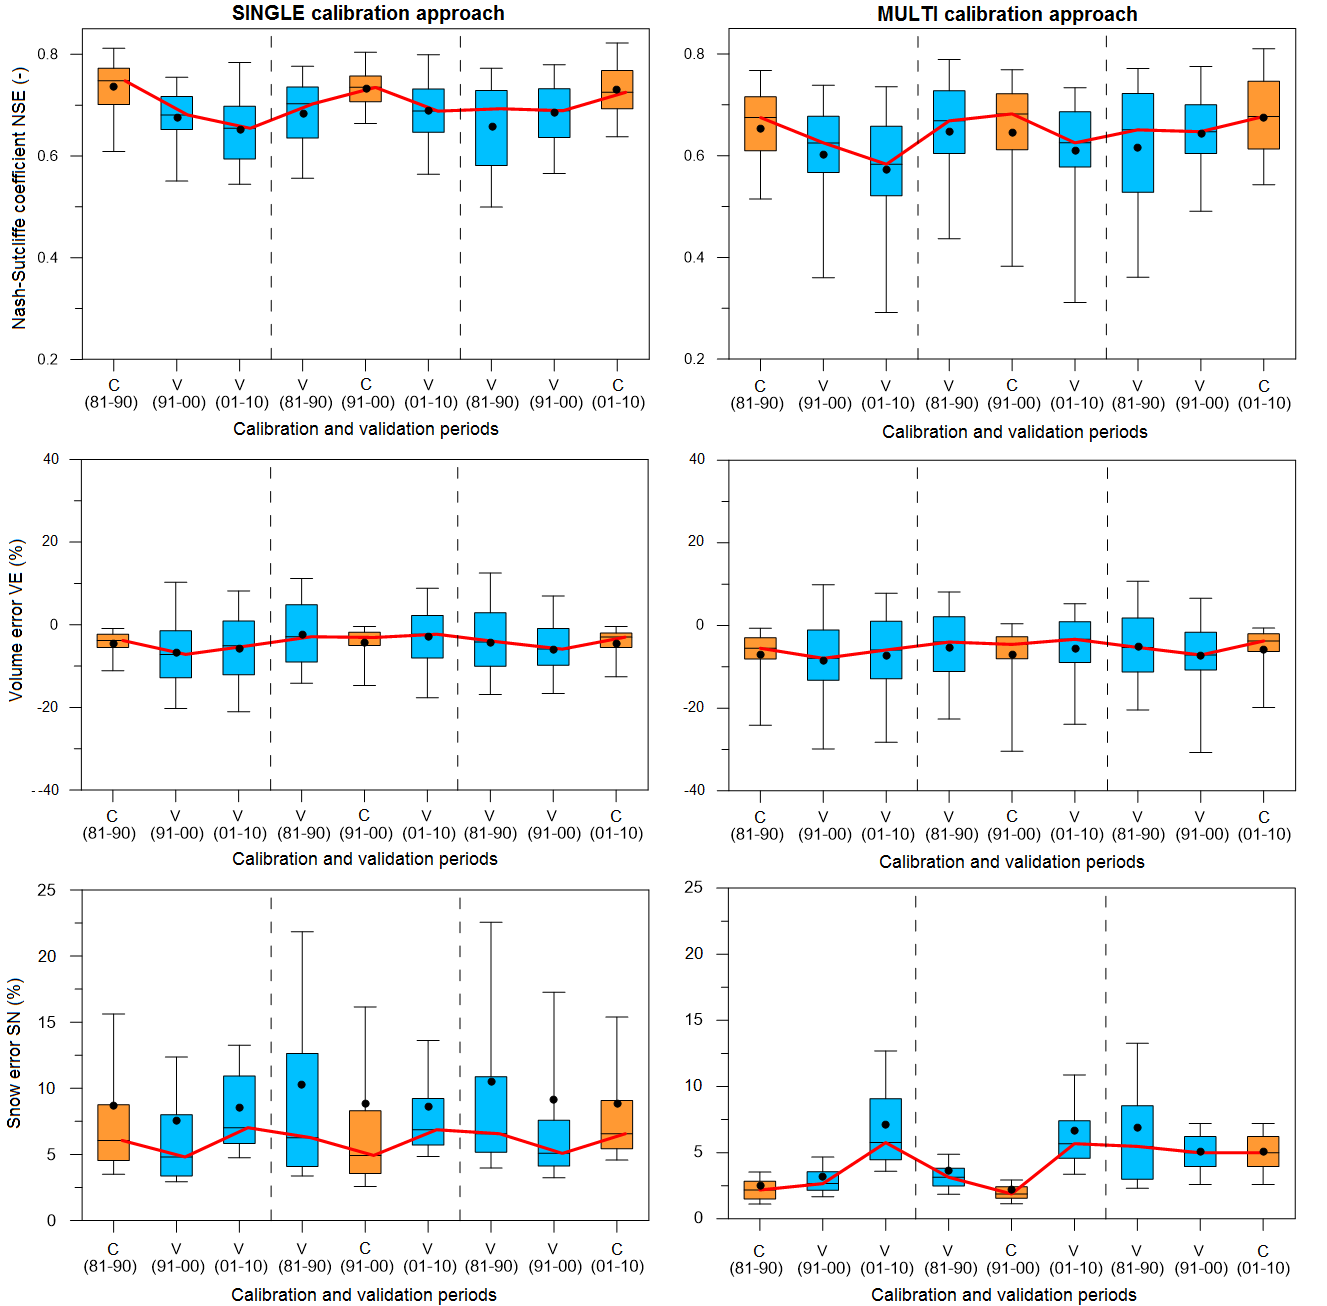 SINGLE calibration approach
Nash-Sutcliffe coefficient NSE (-)
0.8
0.6
0.4
0.2
C V V V C V V V C
(81-90) (91-00) (01-10) (81-90) (91-00) (01-10) (81-90) (91-00) (01-10)
Calibration and validation periods
MULTI calibration approach
0.8
0.6
0.4
0.2
C V V V C V V V C
(81-90) (91-00) (01-10) (81-90) (91-00) (01-10) (81-90) (91-00) (01-10)
Calibration and validation periods
Volume error VE (%)
40
20
0
-20
--40
C V V V C V V V C
(81-90) (91-00) (01-10) (81-90) (91-00) (01-10) (81-90) (91-00) (01-10)
Calibration and validation periods
40
20
0
-20
-40
C V V V C V V V C
(81-90) (91-00) (01-10) (81-90) (91-00) (01-10) (81-90) (91-00) (01-10)
Calibration and validation periods
Snow error SN (%)
25
20
15
10
5
0
C V V V C V V V C
(81-90) (91-00) (01-10) (81-90) (91-00) (01-10) (81-90) (91-00) (01-10)
Calibration and validation periods
25
20
15
10
5
0
C V V V C V V V C
(81-90) (91-00) (01-10) (81-90) (91-00) (01-10) (81-90) (91-00) (01-10)
Calibration and validation periods